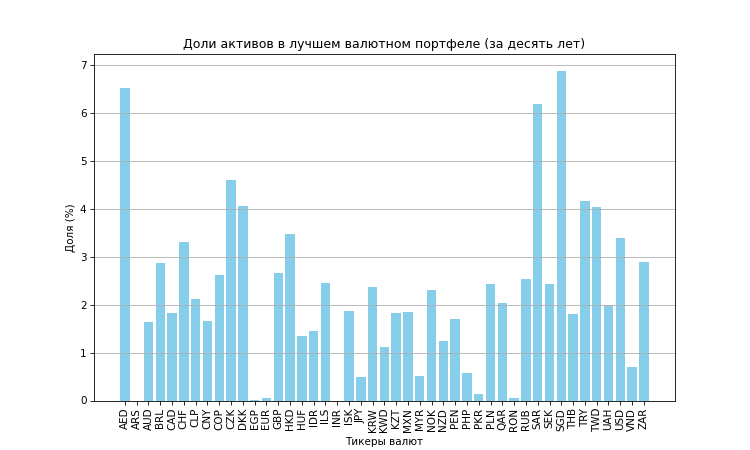 Доли активов в лучшем валютном портфеле (за десять лет)
Доля (%)
7
6
5
4
3
2
1
0
AED ARS AUD BRL CAD CHF CLP CNY COP CZK DKK EGP EUR GBP HKD HUF IDR ILS INR ISK JPY KRW KWD KZT MXN MYR NOK NZD PEN PHP PKR PLN QAR RON RUB SAR SEK SGD THB TRY TWD UAH USD VND ZAR
Тикеры валют